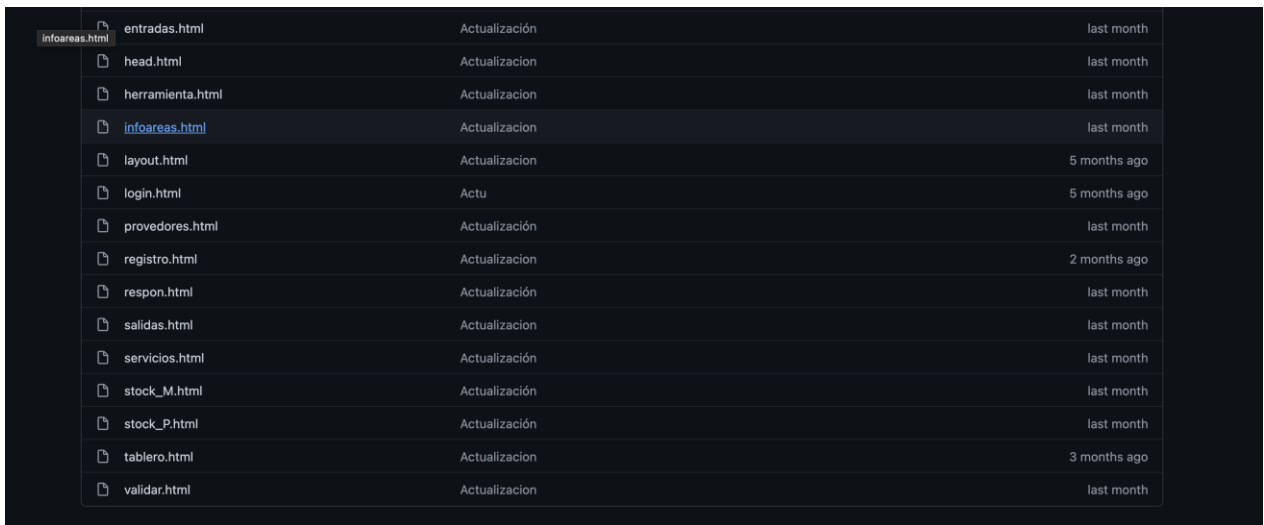 entradas.html Actualización last month
infoareas.html
head.html Actualizacion last month
herramienta.html Actualizacion last month
infoareas.html Actualizacion last month
layout.html Actualizacion 5 months ago
login.html Actu 5 months ago
provedores.html Actualización last month
registro.html Actualizacion 2 months ago
respon.html Actualización last month
salidas.html Actualizacion last month
servicios.html Actualización last month
stock_M.html Actualización last month
stock_P.html Actualización last month
tablero.html Actualizacion 3 months ago
validar.html Actualizacion last month